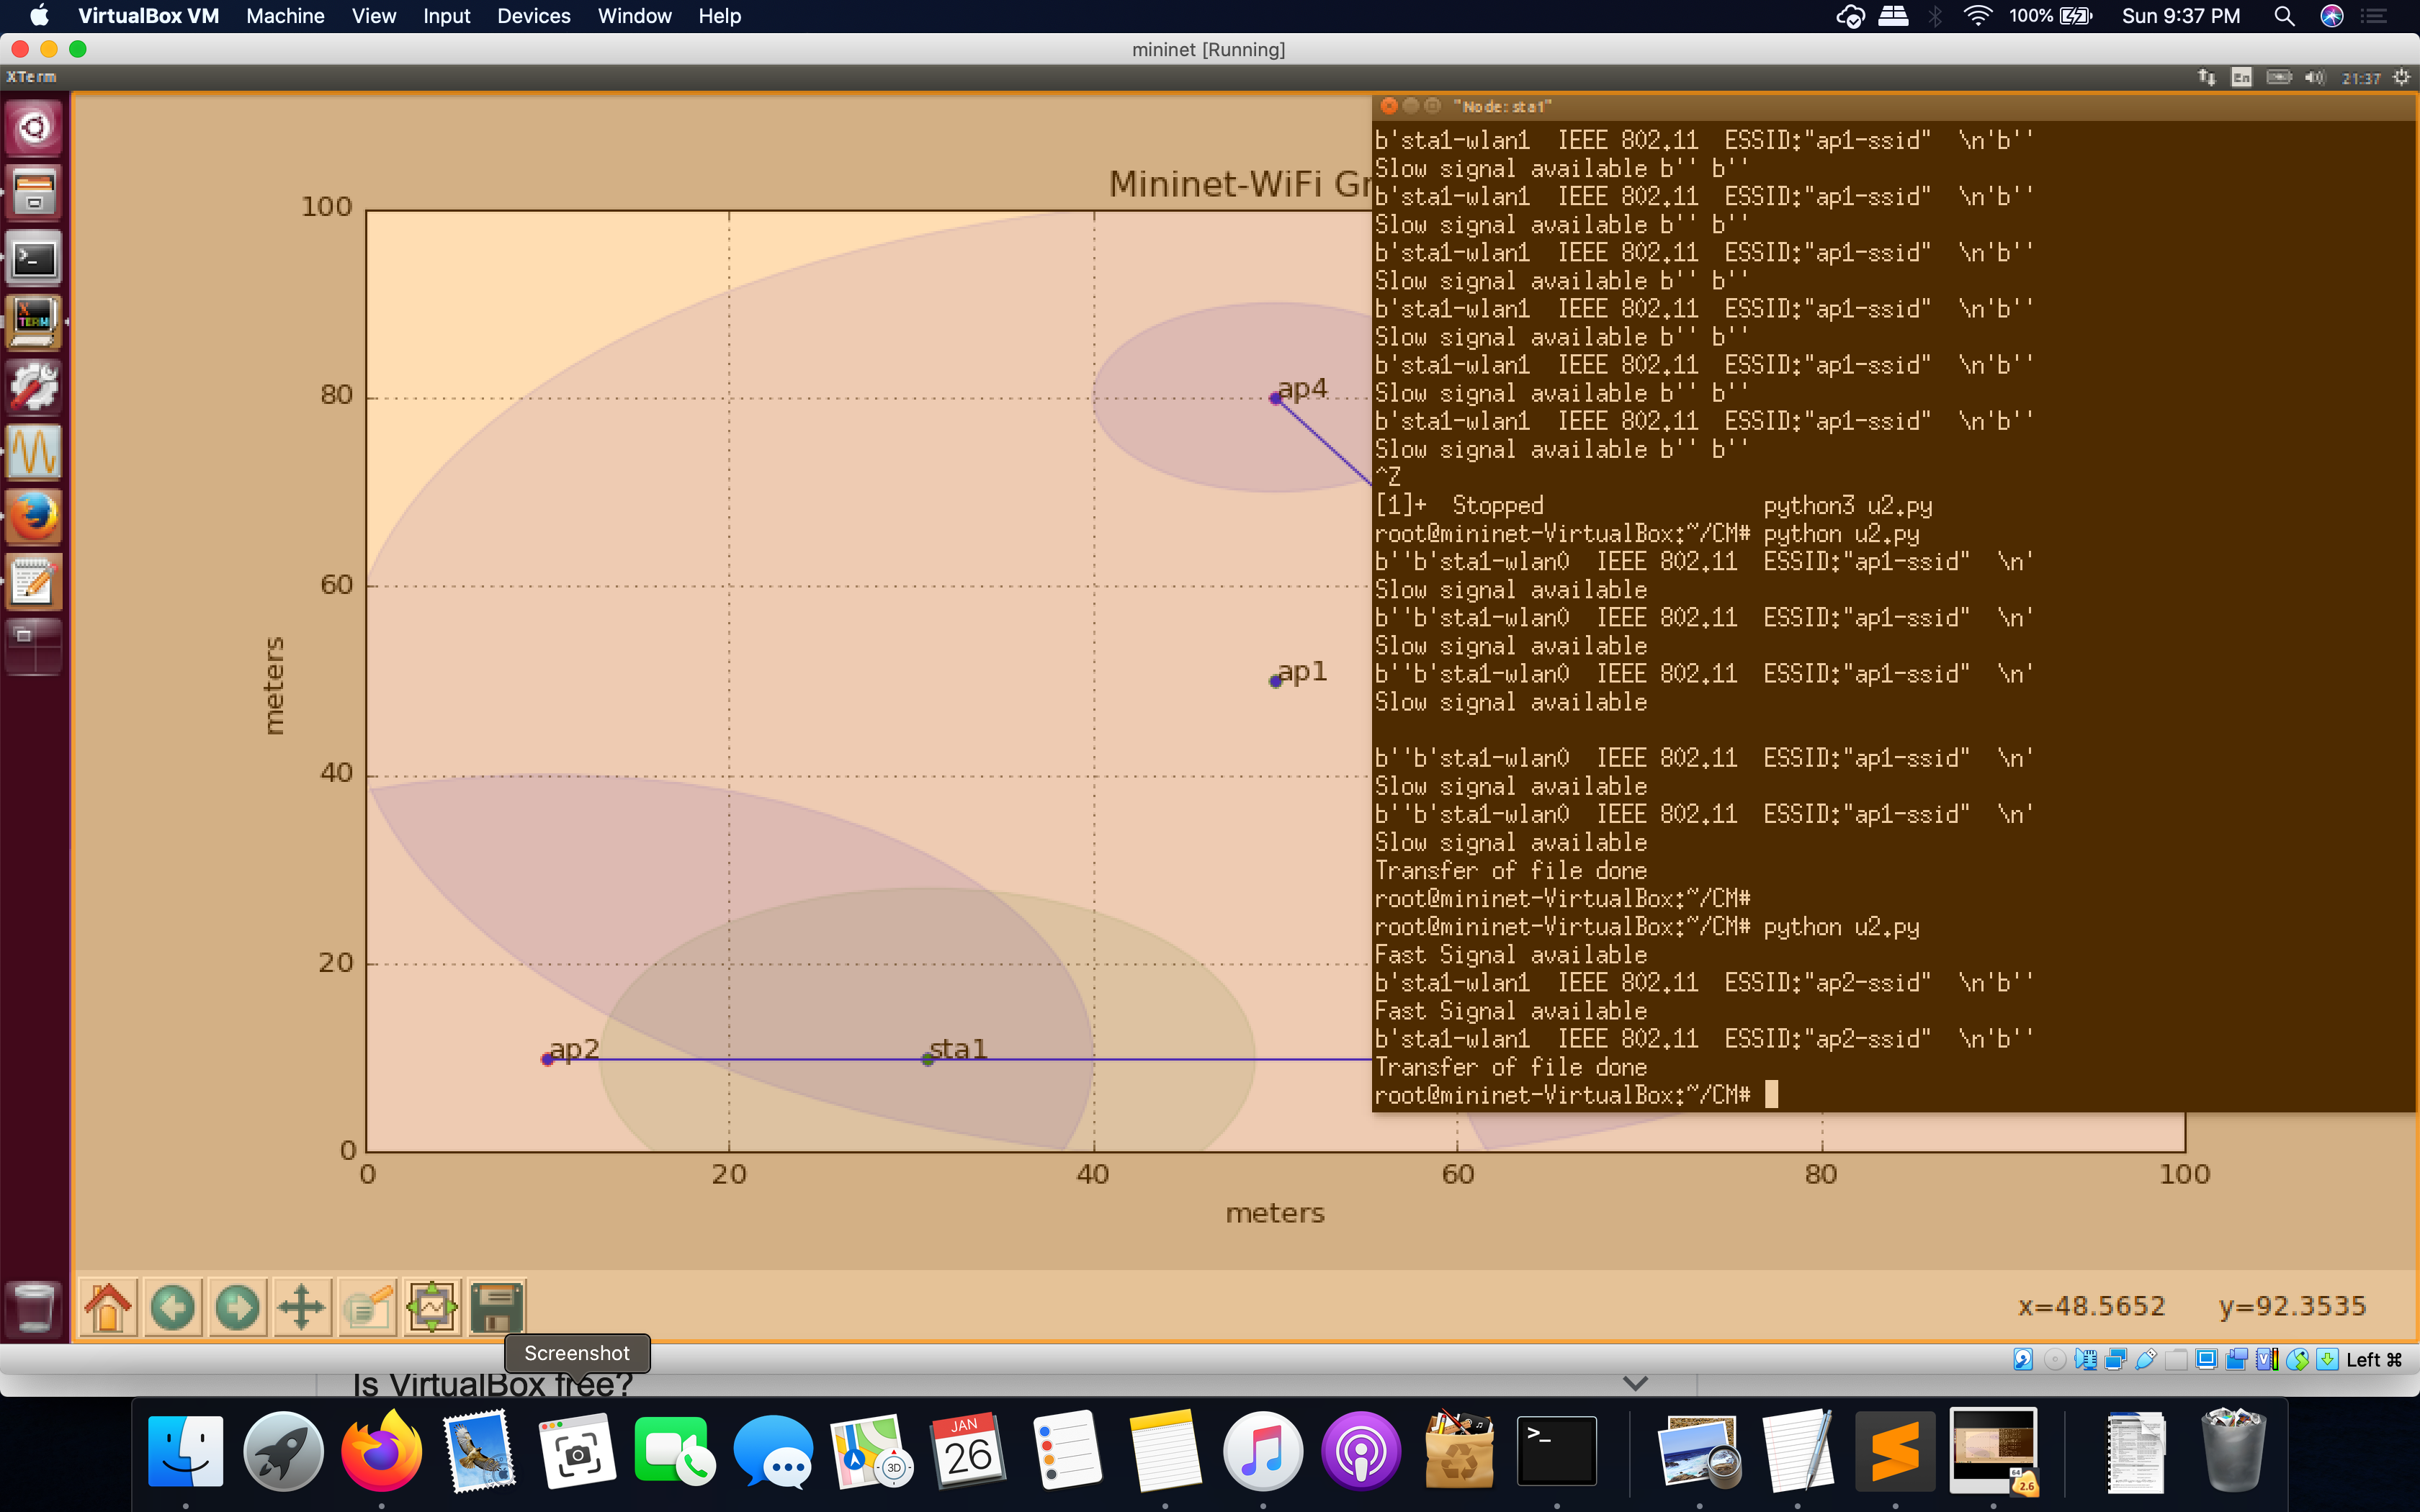 VirtualBox VM Machine View Input Devices Window Help 100% Sun 9:37 PM
mininet [Running]
XTerm En 21:37
"Node: sta1"
b'sta1-wlan1 IEEE 802.11 ESSID:"ap1-ssid" \n'b''
Slow signal available b'' b''
b'sta1-wlan1 IEEE 802.11 ESSID:"ap1-ssid" \n'b''
Slow signal available b'' b''
b'sta1-wlan1 IEEE 802.11 ESSID:"ap1-ssid" \n'b''
Slow signal available b'' b''
b'sta1-wlan1 IEEE 802.11 ESSID:"ap1-ssid" \n'b''
Slow signal available b'' b''
b'sta1-wlan1 IEEE 802.11 ESSID:"ap1-ssid" \n'b''
Slow signal available b'' b''
b'sta1-wlan1 IEEE 802.11 ESSID:"ap1-ssid" \n'b''
Slow signal available b'' b''
^Z
[1]+ Stopped python3 u2.py
root@mininet-VirtualBox:~/CM# python u2.py
b''b'sta1-wlan0 IEEE 802.11 ESSID:"ap1-ssid" \n'
Slow signal available
b''b'sta1-wlan0 IEEE 802.11 ESSID:"ap1-ssid" \n'
Slow signal available
b''b'sta1-wlan0 IEEE 802.11 ESSID:"ap1-ssid" \n'
Slow signal available
b''b'sta1-wlan0 IEEE 802.11 ESSID:"ap1-ssid" \n'
Slow signal available
b''b'sta1-wlan0 IEEE 802.11 ESSID:"ap1-ssid" \n'
Slow signal available
Transfer of file done
root@mininet-VirtualBox:~/CM#
root@mininet-VirtualBox:~/CM# python u2.py
Fast Signal available
b'sta1-wlan1 IEEE 802.11 ESSID:"ap2-ssid" \n'b''
Fast Signal available
b'sta1-wlan1 IEEE 802.11 ESSID:"ap2-ssid" \n'b''
Transfer of file done
root@mininet-VirtualBox:~/CM#
Mininet-WiFi Gr
100
80
60
40
20
0
meters
ap4
ap1
ap2
sta1
0 20 40 60 80 100
meters
x=48.5652 y=92.3535
Screenshot
Left ⌘
Is VirtualBox free?
3D
JAN
26
2.6